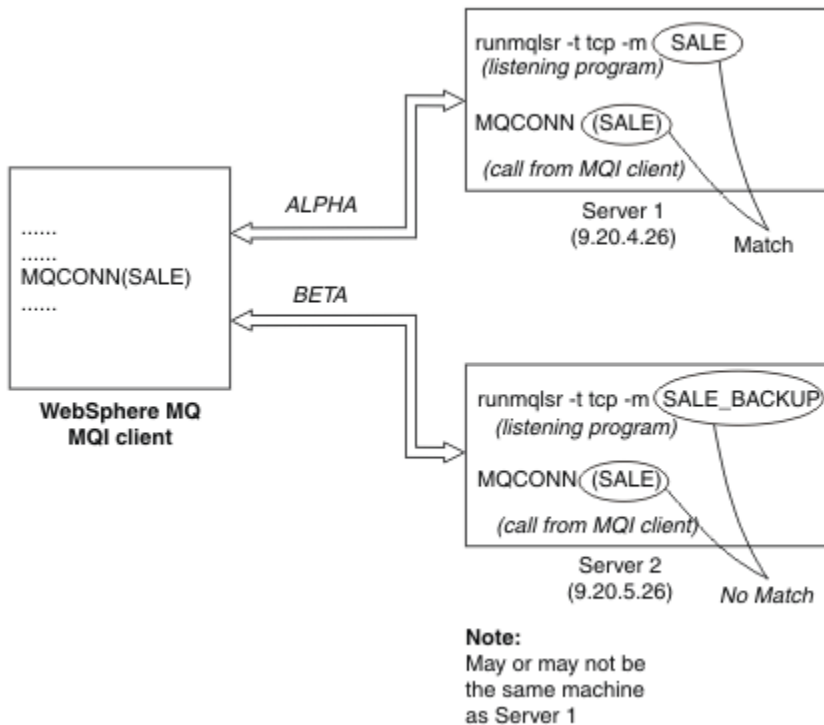 runmqlsr -t tcp -m SALE
(listening program)
MQCONN (SALE)
(call from MQI client)
Server 1
(9.20.4.26)
Match
ALPHA
......
......
MQCONN(SALE)
......
BETA
WebSphere MQ
MQI client
runmqlsr -t tcp -m SALE_BACKUP
(listening program)
MQCONN (SALE)
(call from MQI client)
Server 2
(9.20.5.26)
No Match
Note:
May or may not be
the same machine
as Server 1